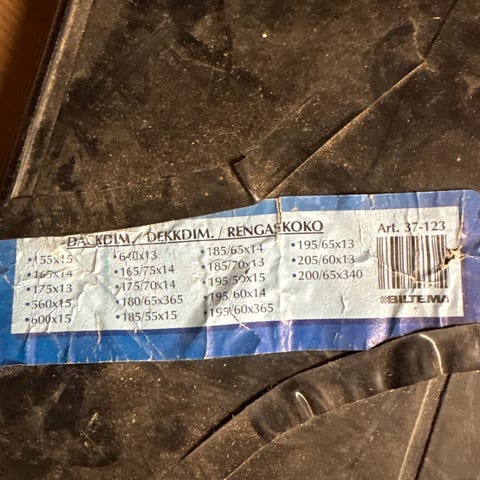 DÄCKDIM. / DEKKDIM. / RENGASKOKO
Art. 37-123
•155x15
•165x14
•175x13
•560x15
•600x15
•640x13
•165/75x14
•175/70x14
•180/65x365
•185/55x15
•185/65x14
•185/70x13
•195/50x15
•195/60x14
•195/60x365
•195/65x13
•205/60x13
•200/65x340
BILTEMA